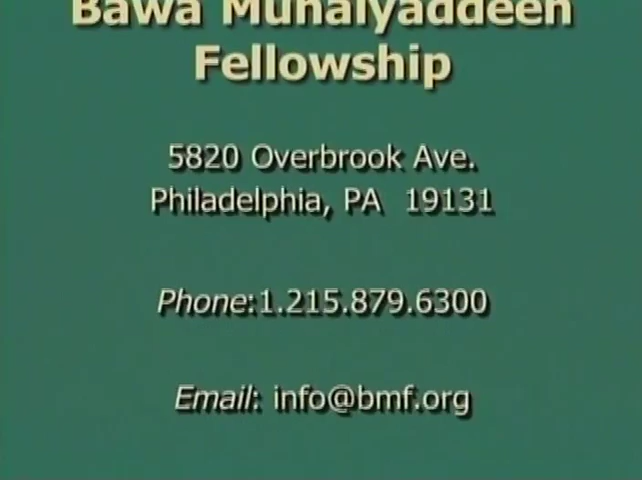 Bawa Muhaiyaddeen
Fellowship
5820 Overbrook Ave.
Philadelphia, PA 19131
Phone:1.215.879.6300
Email: info@bmf.org